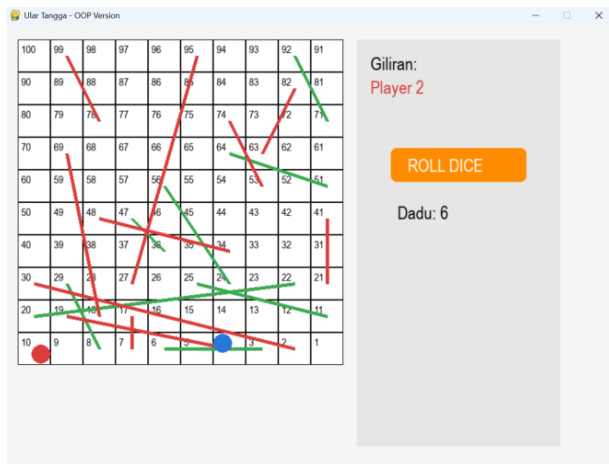 Ular Tangga - OOP Version
100 99 98 97 96 95 94 93 92 91
Giliran:
Player 2
90 89 88 87 86 85 84 83 82 81
80 79 78 77 76 75 74 73 72 71
70 69 68 67 66 65 64 63 62 61
ROLL DICE
60 59 58 57 56 55 54 53 52 51
Dadu: 6
50 49 48 47 46 45 44 43 42 41
40 39 38 37 36 35 34 33 32 31
30 29 28 27 26 25 24 23 22 21
20 19 18 17 16 15 14 13 12 11
10 9 8 7 6 5 3 2 1